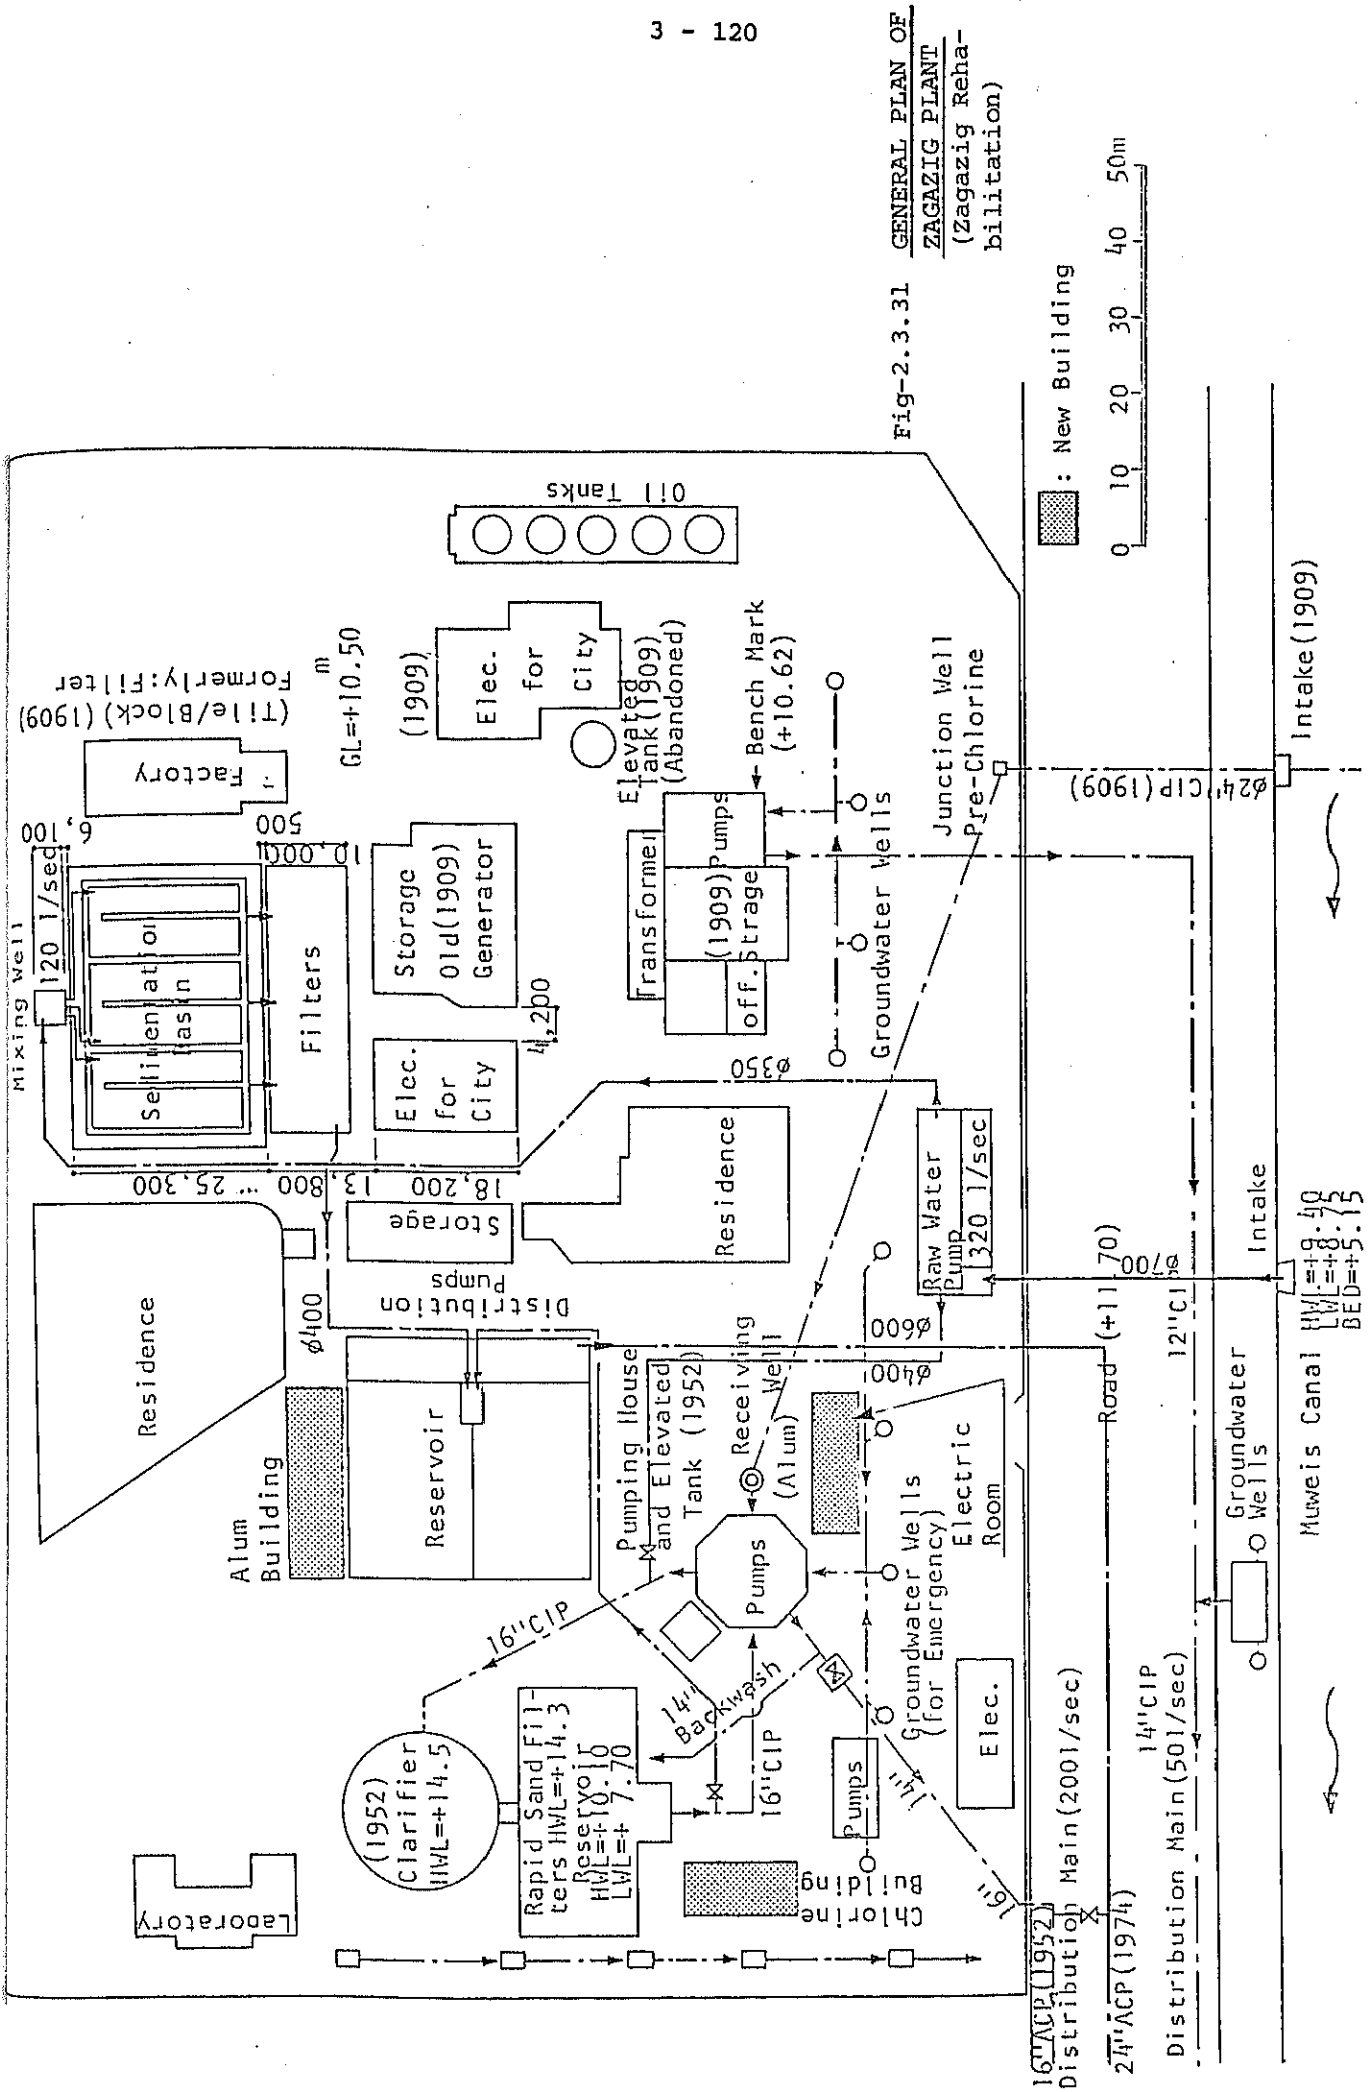 3 - 120
Fig-2.3.31 GENERAL PLAN OF
ZAGAZIG PLANT
(Zagazig Reha-
bilitation)
: New Building
0 10 20 30 40 50m
Mixing Well
120 l/sec
6,100
Sedimentation
Basin
Filters
500
10,000
Factory
(Tile/Block)(1909)
Formerly:Filter
m
GL=+10.50
(1909)
Elec.
for
City
Oil Tanks
Elevated
Tank(1909)
(Abandoned)
Bench Mark
(+10.62)
Storage
Old(1909)
Generator
Elec.
for
City
4,200
25,300
13,800
18,200
Transformer
(1909)Pumps
Off.Strage
Groundwater Wells
Junction Well
Pre-Chlorine
φ24"CIP(1909)
Intake(1909)
φ350
Residence
φ400
Storage
Residence
Distribution
Pumps
Alum
Building
Reservoir
Raw Water
Pump
320 l/sec
φ700
Intake
φ600
φ400
Road (+11.70)
12"CI
HWL=+9.40
LWL=+8.75
BED=+5.15
Muweis Canal
Groundwater
Wells
Pumping House
and Elevated
Tank (1952)
Receiving
Well
(Alum)
Pumps
Electric
Room
Groundwater Wells
(for Emergency)
16"CIP
14"
Backwash
16"CIP
(1952)
Clarifier
HWL=+14.5
Rapid Sand Fil-
ters HWL=+14.3
Reservoir
HWL=+10.10
LWL=+ 7.70
Laboratory
Chlorine
Building
Pumps
Elec.
14"
16"
16"ACP(1952)
Distribution Main(200l/sec)
24"ACP(1974)
14"CIP
Distribution Main(50l/sec)